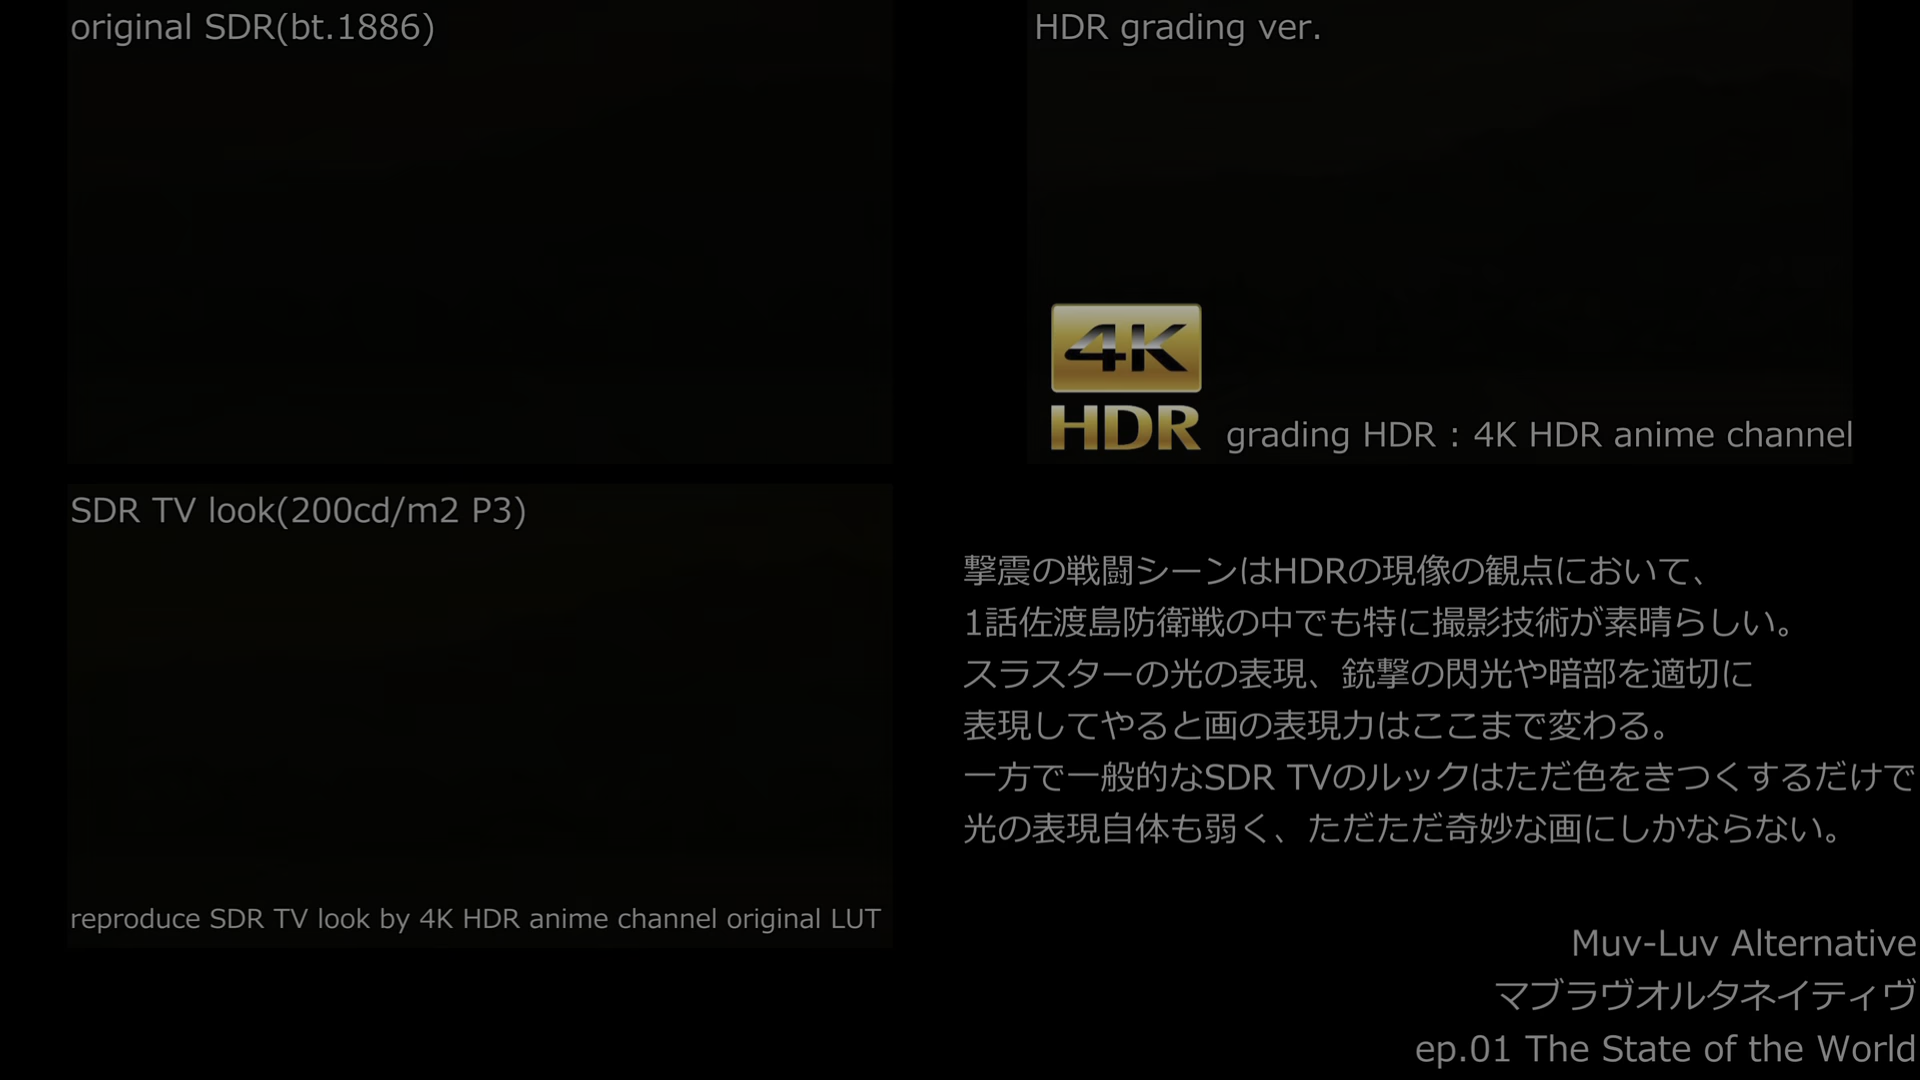 original SDR(bt.1886)
HDR grading ver.
4K
HDR
grading HDR : 4K HDR anime channel
SDR TV look(200cd/m2 P3)
撃震の戦闘シーンはHDRの現像の観点において、
1話佐渡島防衛戦の中でも特に撮影技術が素晴らしい。
スラスターの光の表現、銃撃の閃光や暗部を適切に
表現してやると画の表現力はここまで変わる。
一方で一般的なSDR TVのルックはただ色をきつくするだけで
光の表現自体も弱く、ただただ奇妙な画にしかならない。
reproduce SDR TV look by 4K HDR anime channel original LUT
Muv-Luv Alternative
マブラヴオルタネイティヴ
ep.01 The State of the World